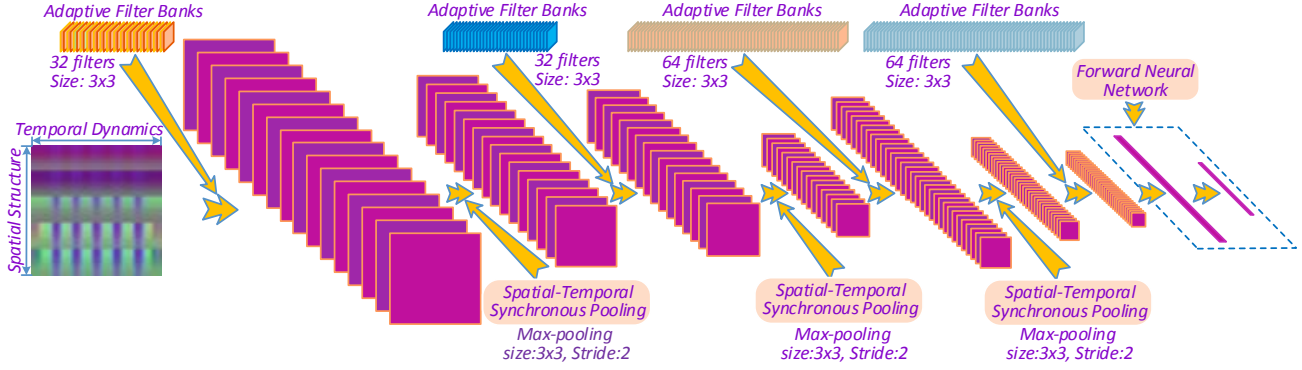 Adaptive Filter Banks
32 filters
Size: 3x3
Adaptive Filter Banks
32 filters
Size: 3x3
Adaptive Filter Banks
64 filters
Size: 3x3
Adaptive Filter Banks
64 filters
Size: 3x3
Forward Neural
Network
Temporal Dynamics
Spatial Structure
Spatial-Temporal
Synchronous Pooling
Max-pooling
size:3x3, Stride:2
Spatial-Temporal
Synchronous Pooling
Max-pooling
size:3x3, Stride:2
Spatial-Temporal
Synchronous Pooling
Max-pooling
size:3x3, Stride:2